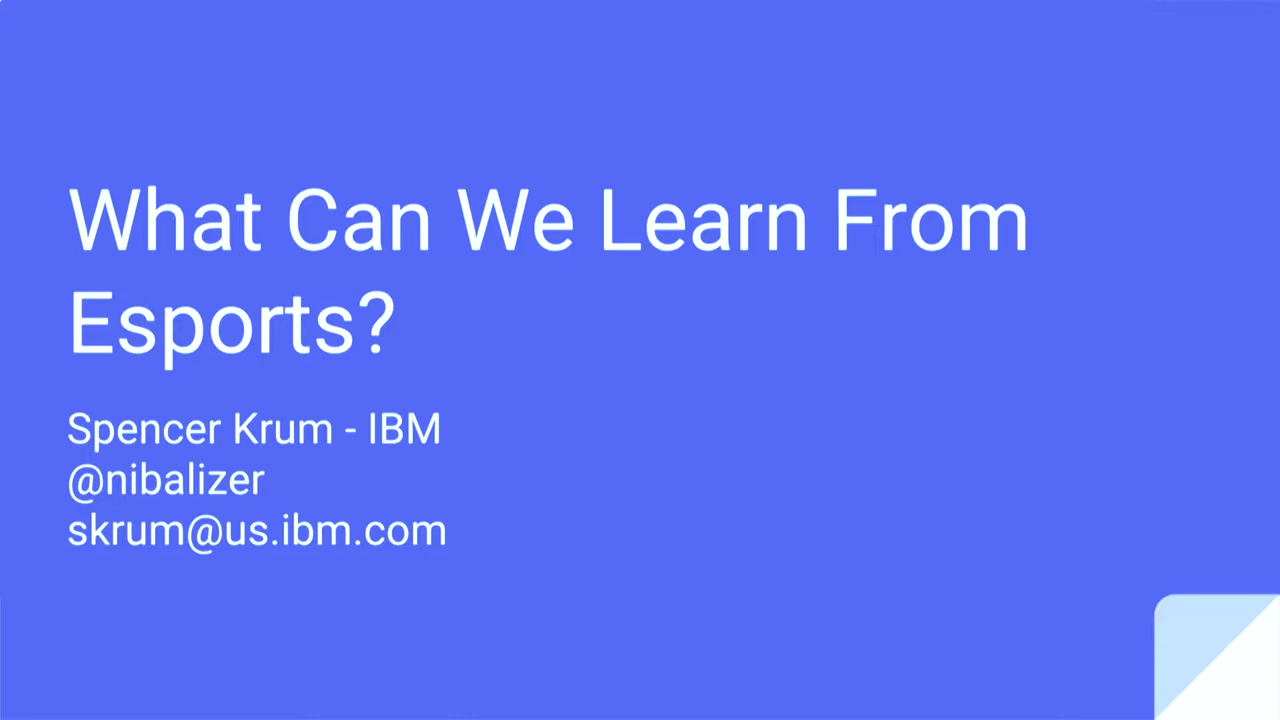 What Can We Learn From
Esports?
Spencer Krum - IBM
@nibalizer
skrum@us.ibm.com